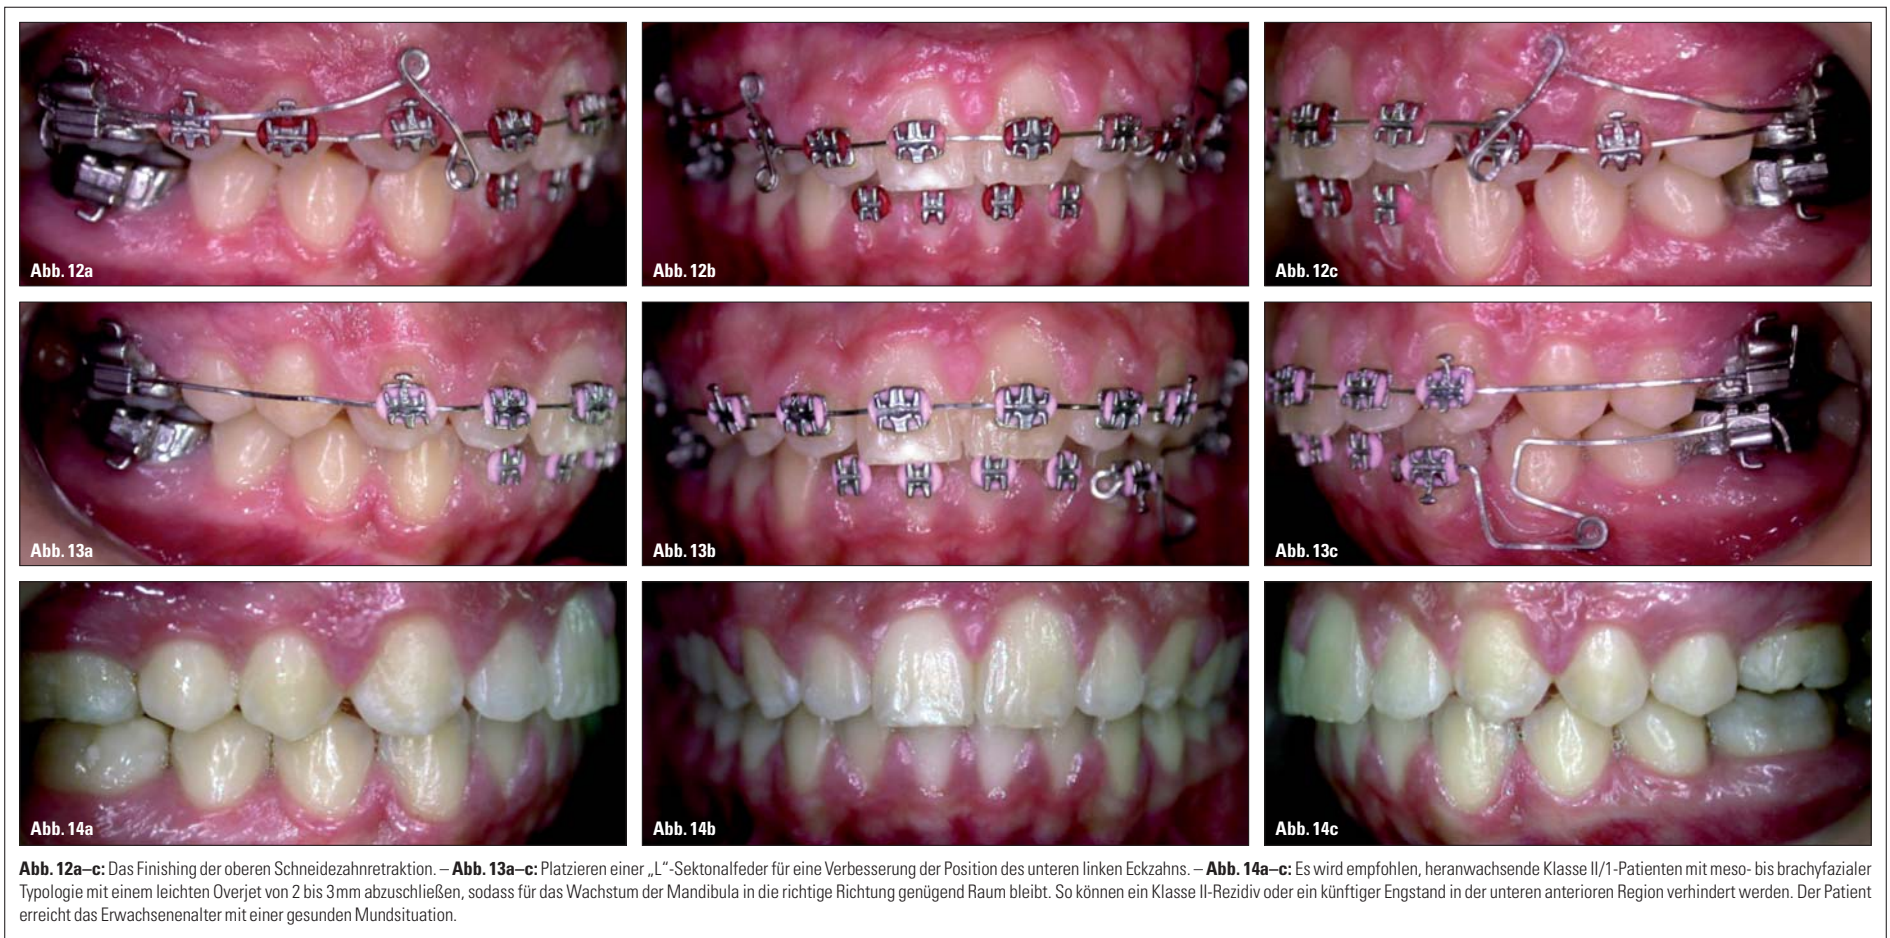 Abb. 12a
Abb. 12b
Abb. 12c
Abb. 13a
Abb. 13b
Abb. 13c
Abb. 14a
Abb. 14b
Abb. 14c
Abb. 12a–c: Das Finishing der oberen Schneidezahnretraktion. – Abb. 13a–c: Platzieren einer „L“-Sektonalfeder für eine Verbesserung der Position des unteren linken Eckzahns. – Abb. 14a–c: Es wird empfohlen, heranwachsende Klasse II/1-Patienten mit meso- bis brachyfazialer
Typologie mit einem leichten Overjet von 2 bis 3 mm abzuschließen, sodass für das Wachstum der Mandibula in die richtige Richtung genügend Raum bleibt. So können ein Klasse II-Rezidiv oder ein künftiger Engstand in der unteren anterioren Region verhindert werden. Der Patient
erreicht das Erwachsenenalter mit einer gesunden Mundsituation.